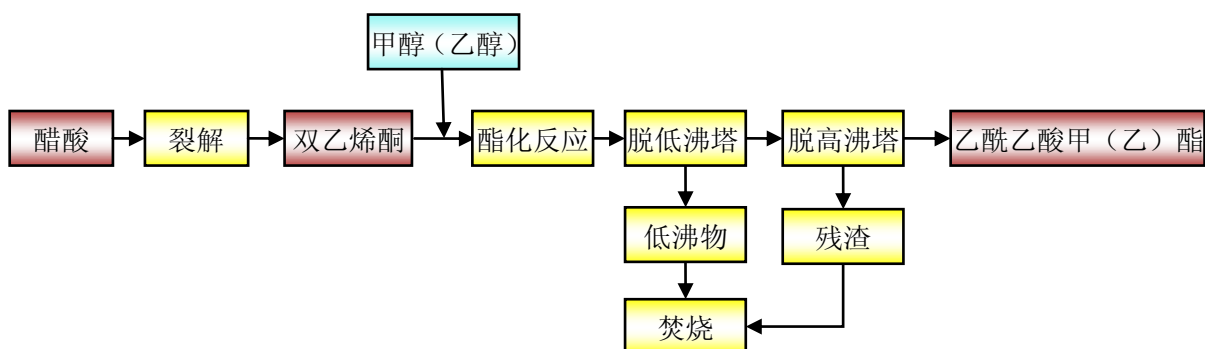 甲醇（乙醇）
醋酸
裂解
双乙烯酮
酯化反应
脱低沸塔
脱高沸塔
乙酰乙酸甲（乙）酯
低沸物
残渣
焚烧